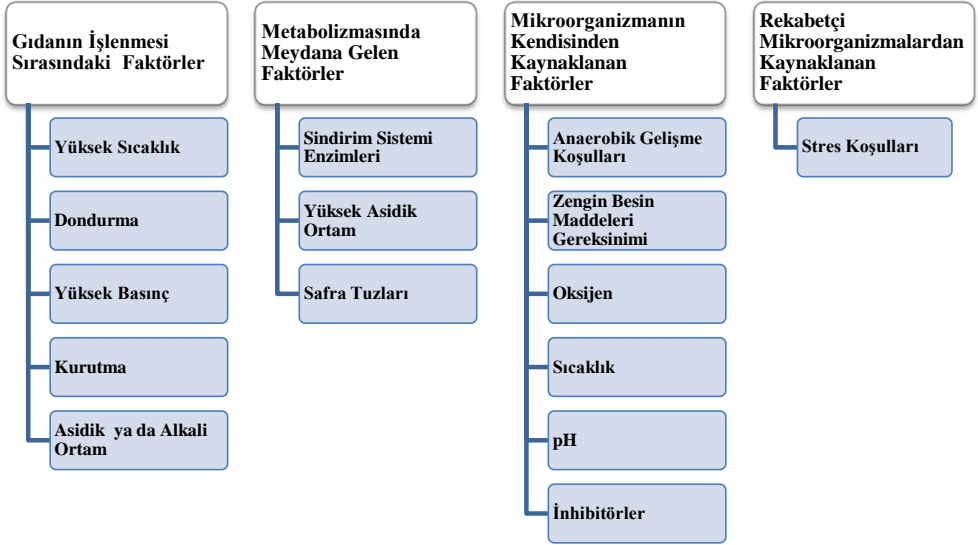 Gıdanın İşlenmesi
Sırasındaki Faktörler
Yüksek Sıcaklık
Dondurma
Yüksek Basınç
Kurutma
Asidik ya da Alkali
Ortam
Metabolizmasında
Meydana Gelen
Faktörler
Sindirim Sistemi
Enzimleri
Yüksek Asidik
Ortam
Safra Tuzları
Mikroorganizmanın
Kendisinden
Kaynaklanan
Faktörler
Anaerobik Gelişme
Koşulları
Zengin Besin
Maddeleri
Gereksinimi
Oksijen
Sıcaklık
pH
İnhibitörler
Rekabetçi
Mikroorganizmalardan
Kaynaklanan
Faktörler
Stres Koşulları